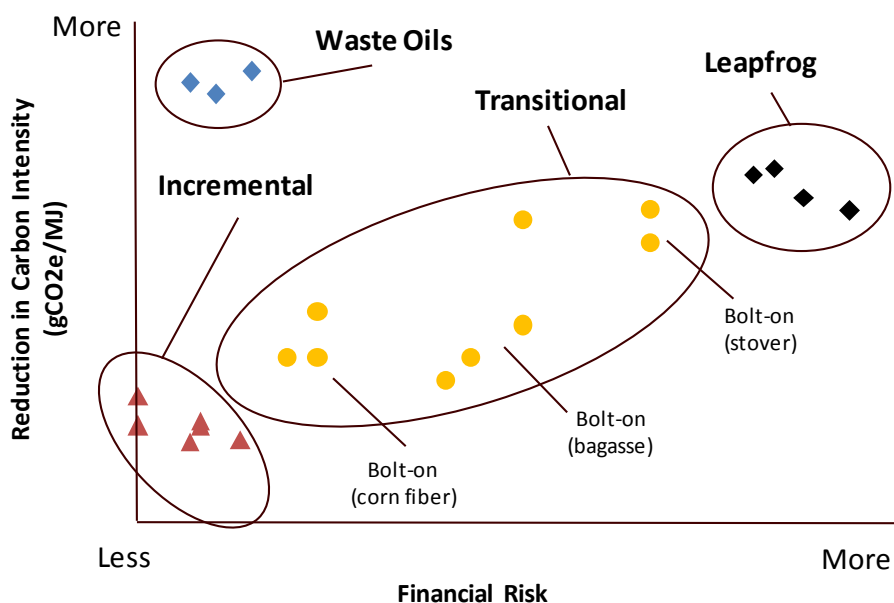 More
Waste Oils
Leapfrog
Transitional
Incremental
Reduction in Carbon Intensity
(gCO2e/MJ)
Bolt-on
(stover)
Bolt-on
(bagasse)
Bolt-on
(corn fiber)
Less
More
Financial Risk